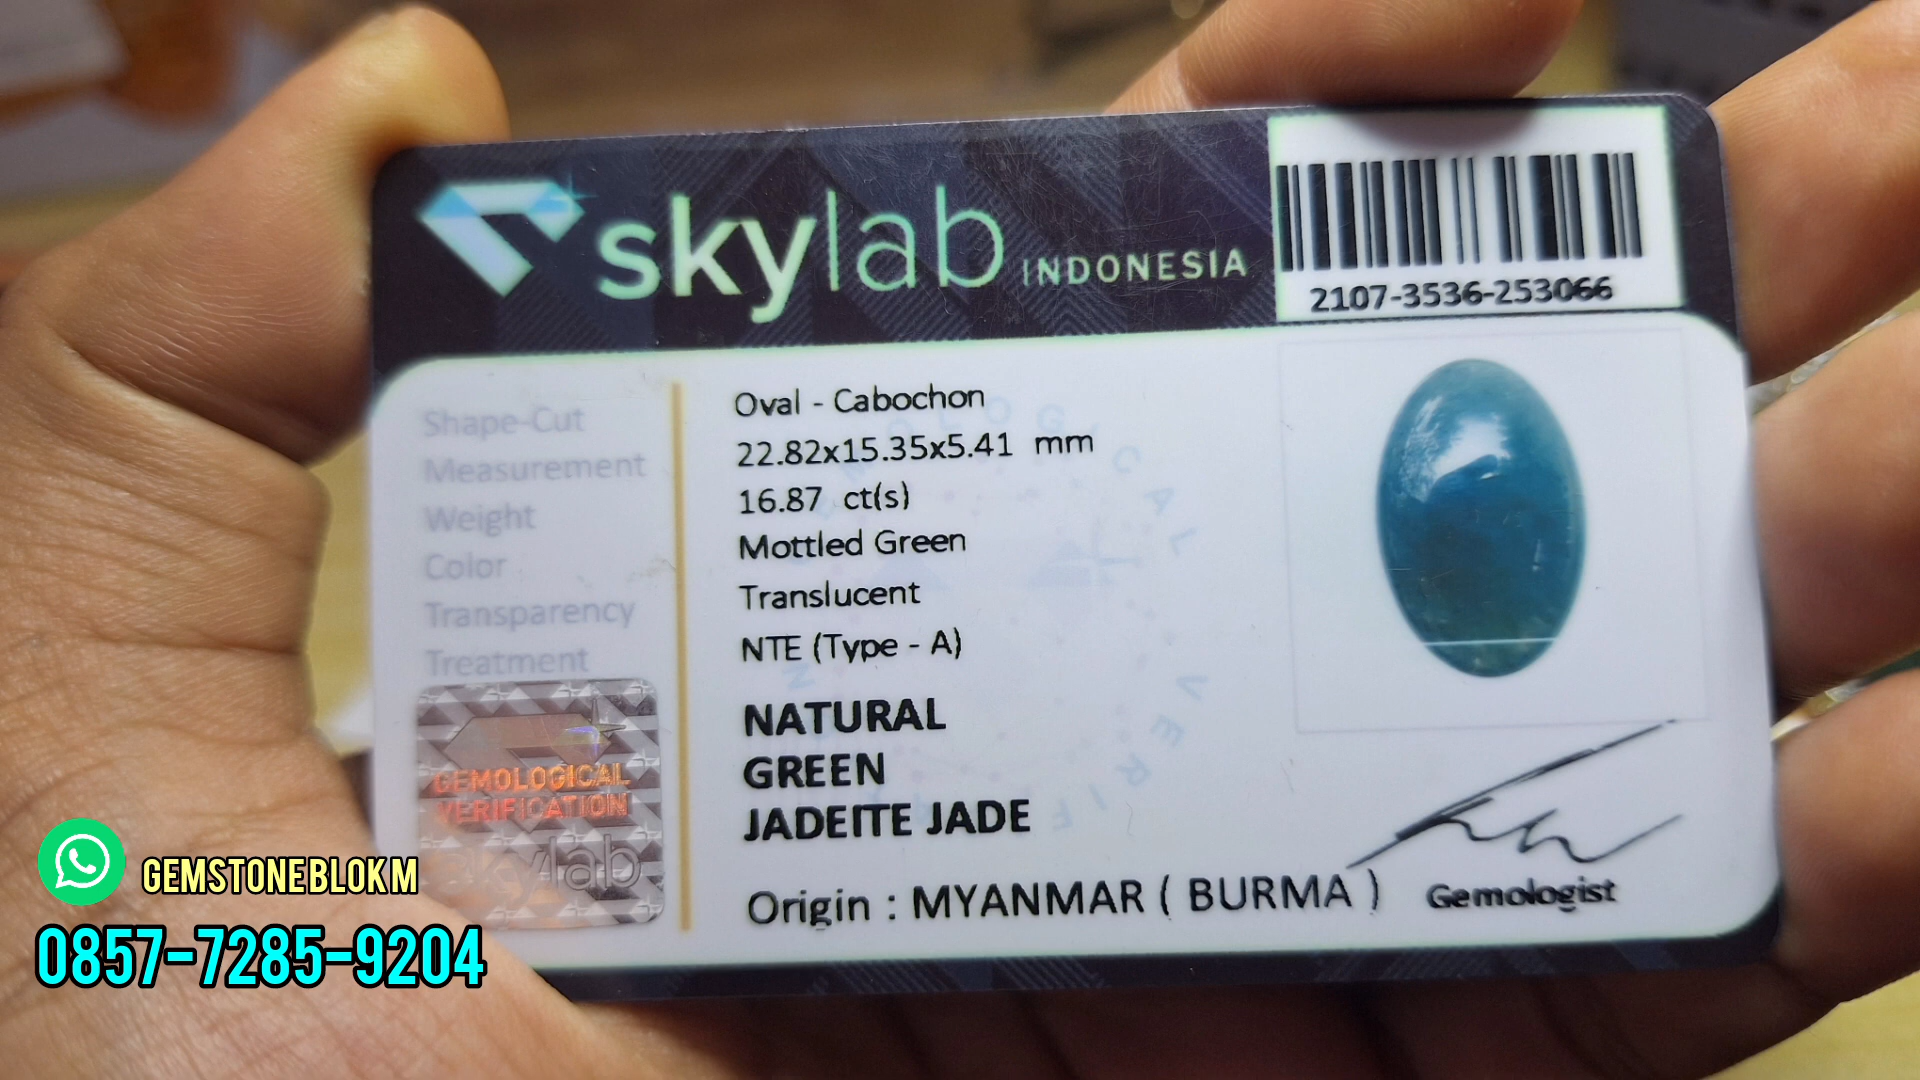 skylab INDONESIA
2107-3536-253066
Shape-Cut Oval - Cabochon
Measurement 22.82x15.35x5.41 mm
Weight 16.87 ct(s)
Color Mottled Green
Transparency Translucent
Treatment NTE (Type - A)
NATURAL
GREEN
JADEITE JADE
Origin : MYANMAR ( BURMA )
Gemologist
GEMOLOGICAL
VERIFICATION
skylab
GEMSTONEBLOKM
0857-7285-9204